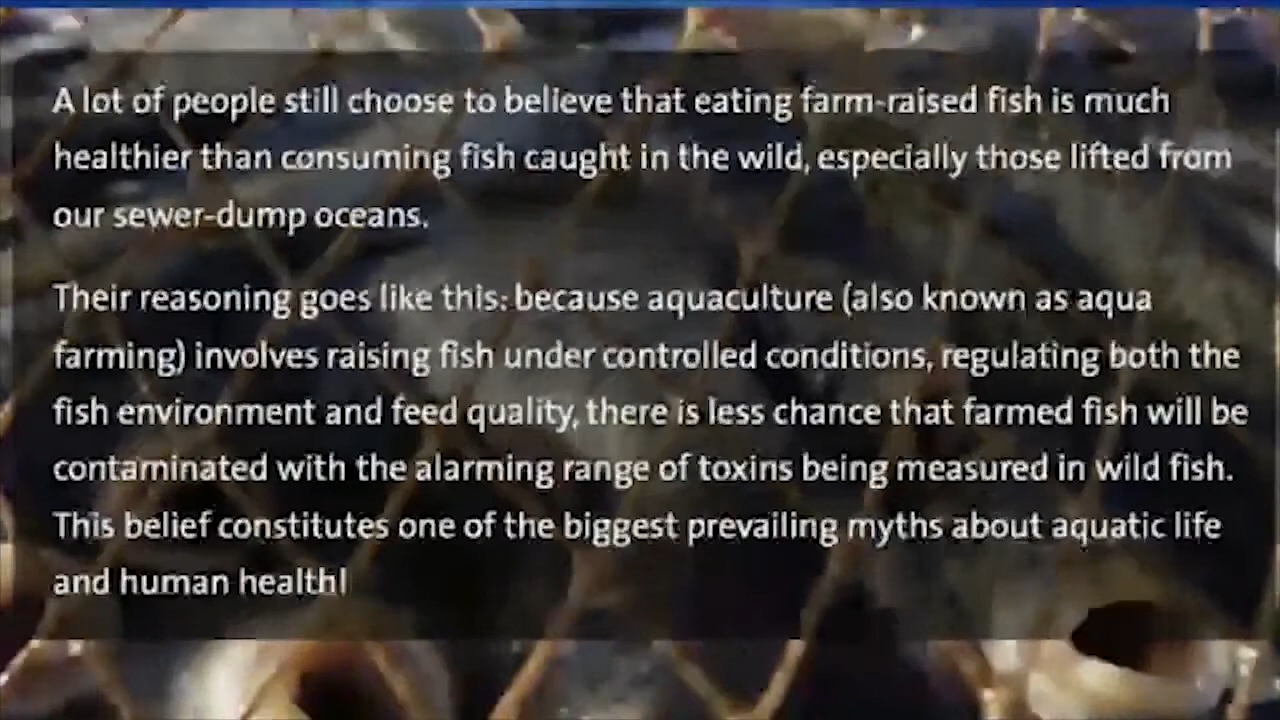 A lot of people still choose to believe that eating farm-raised fish is much
healthier than consuming fish caught in the wild, especially those lifted from
our sewer-dump oceans.
Their reasoning goes like this: because aquaculture (also known as aqua
farming) involves raising fish under controlled conditions, regulating both the
fish environment and feed quality, there is less chance that farmed fish will be
contaminated with the alarming range of toxins being measured in wild fish.
This belief constitutes one of the biggest prevailing myths about aquatic life
and human health!